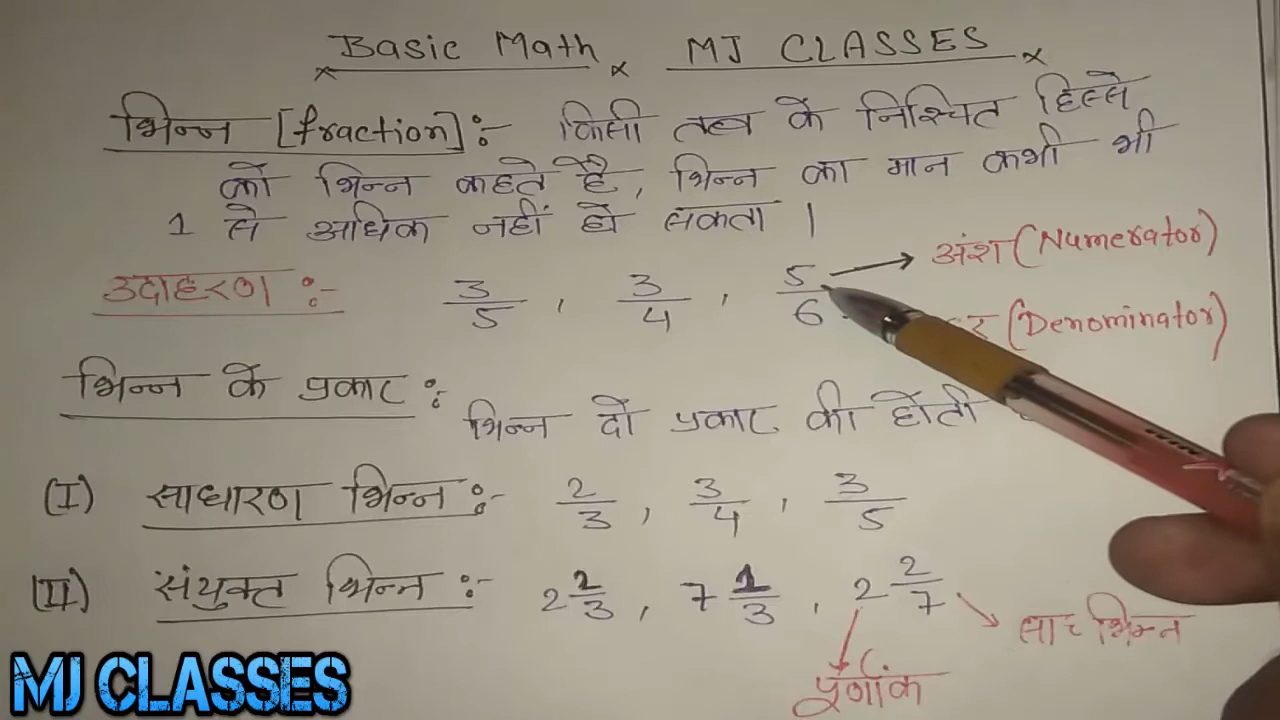 Basic Math MJ CLASSES
भिन्न [fraction]:- किसी तत्व के निश्चित हिस्से
को भिन्न कहते है, भिन्न का मान कभी भी
1 से अधिक नहीं हो सकता ।
उदाहरण :- 3/5 , 3/4 , 5/6 → अंश (Numerator)
(Denominator)
भिन्न के प्रकार :-
भिन्न दो प्रकार की होती
(I) साधारण भिन्न :- 2/3 , 3/4 , 3/5
(II) संयुक्त भिन्न :- 2 2/3 , 7 1/3 , 2 2/7
भिन्न
पूर्णांक
MJ CLASSES